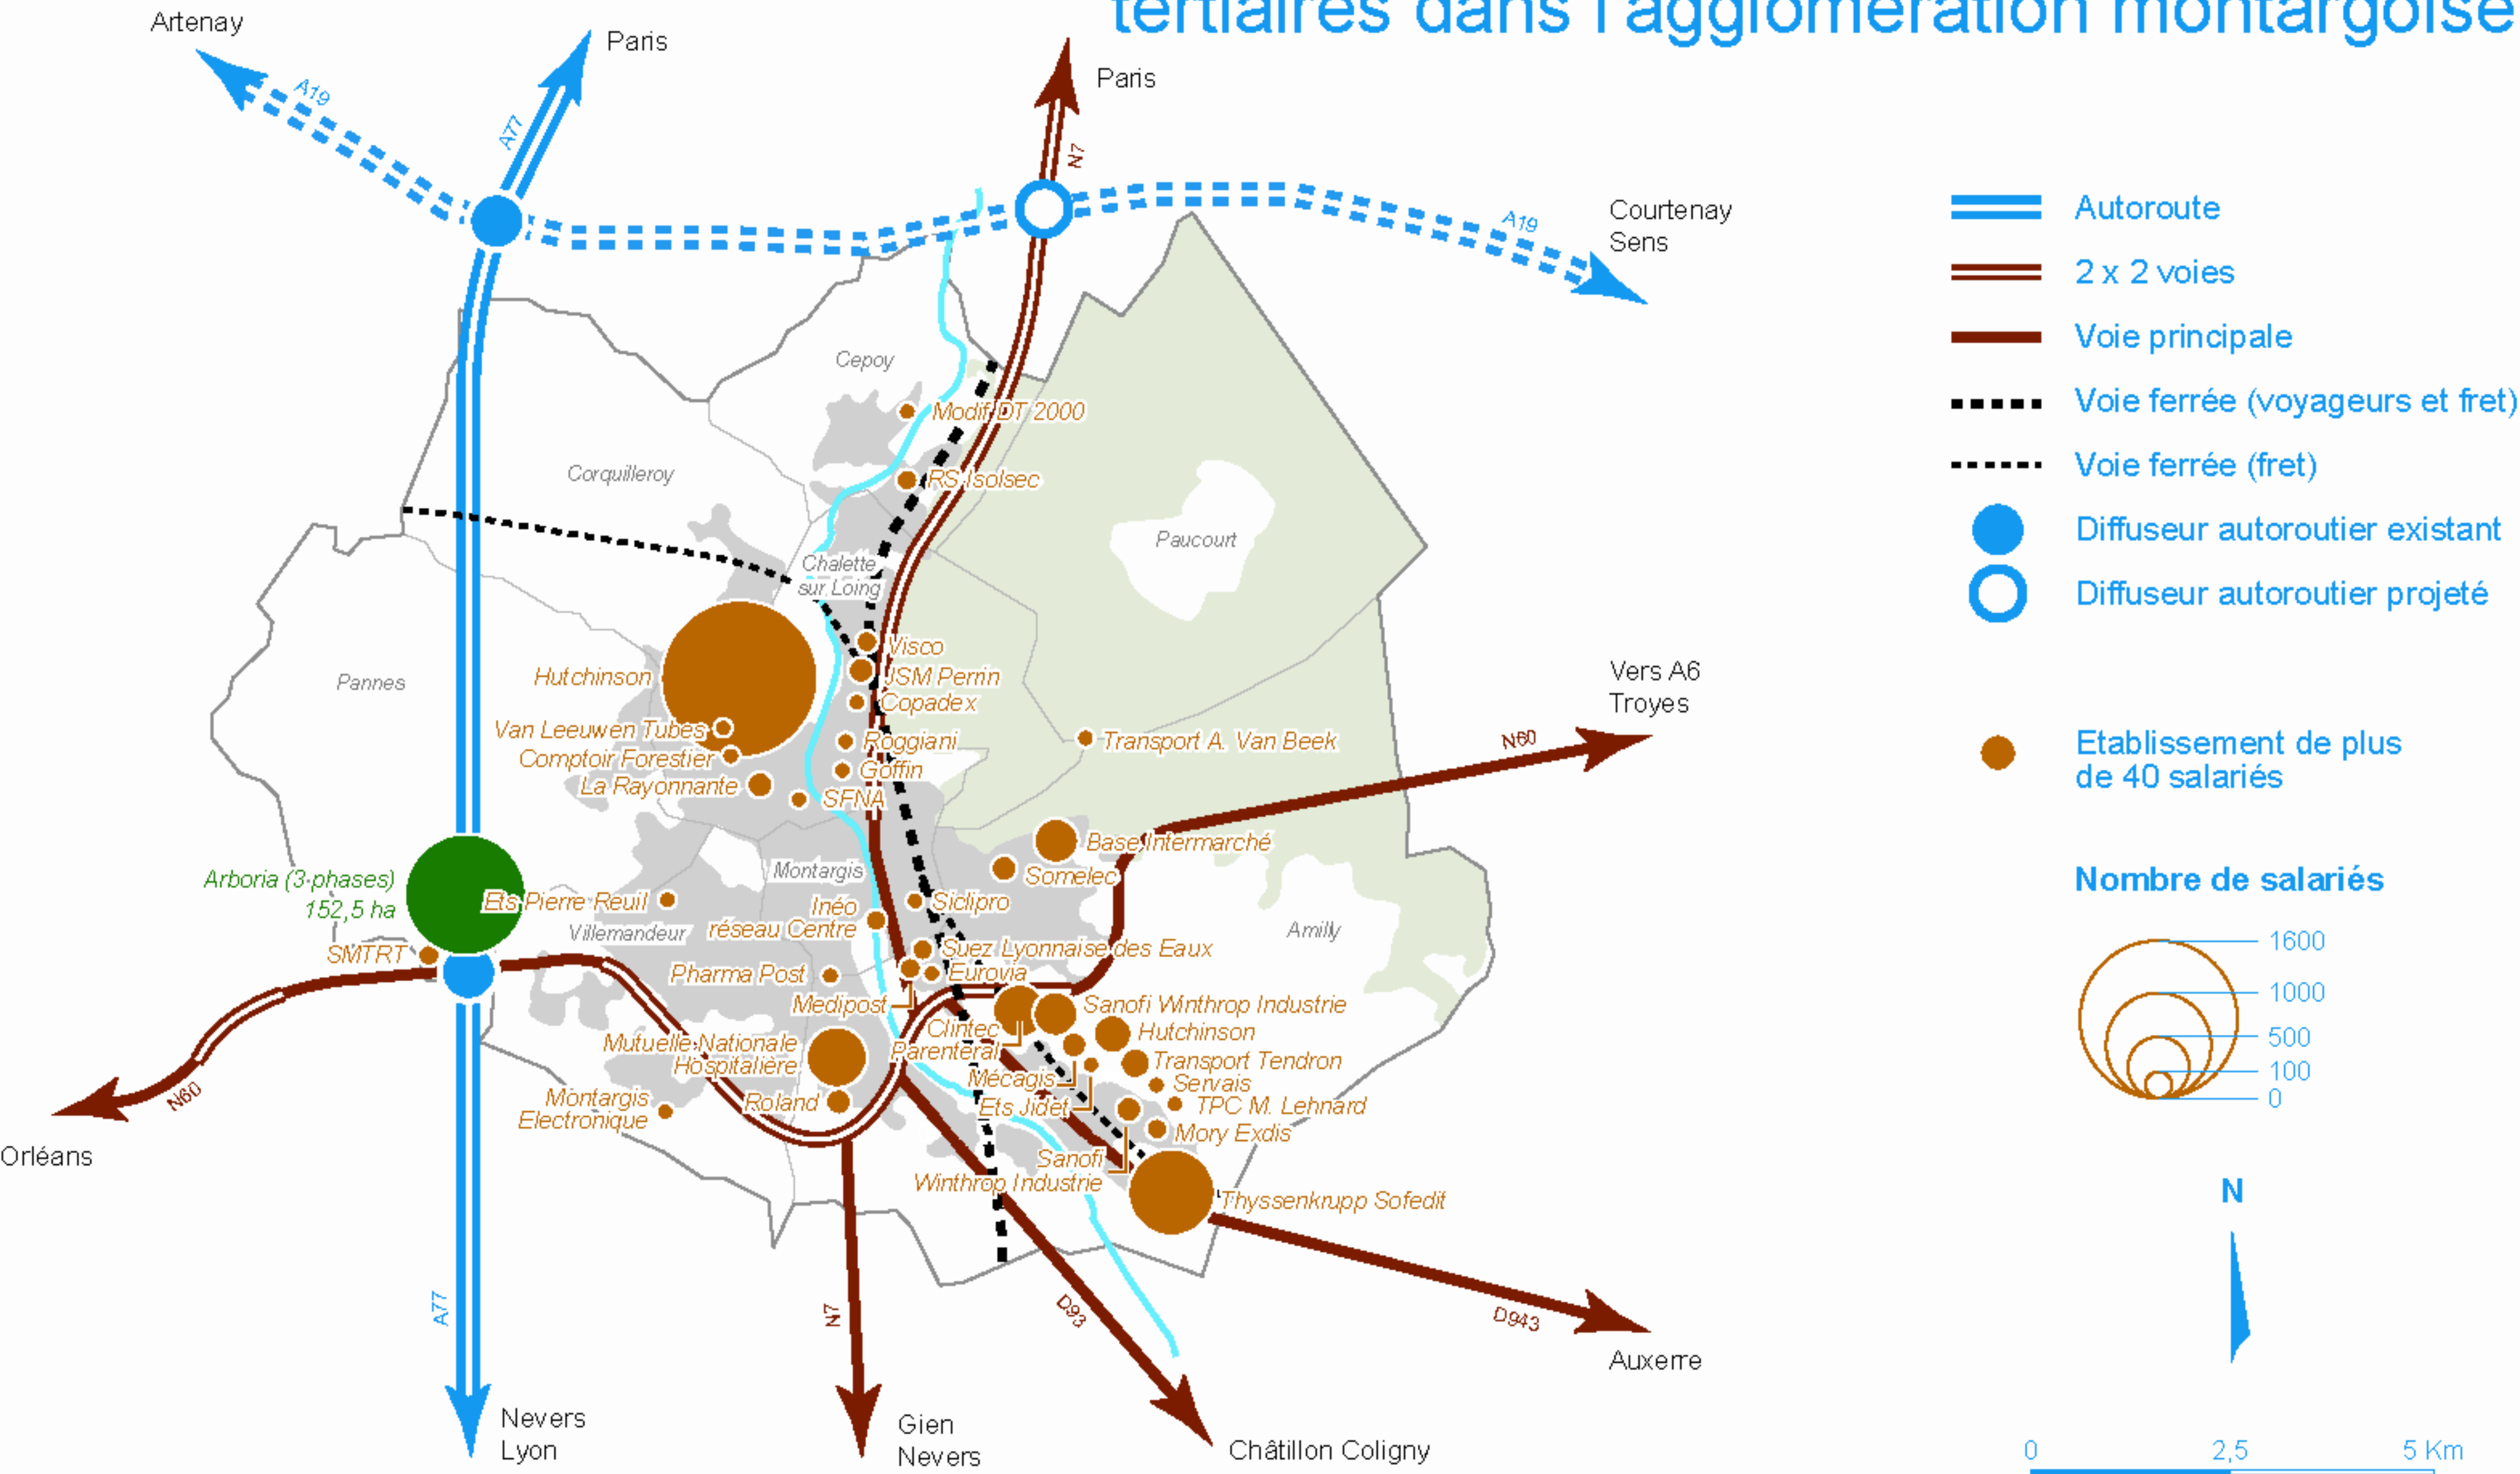 tertiaires dans l'agglomération montargoise
Artenay
Paris
A19
A77
Paris
N7
Courtenay
Sens
A19
Cepoy
Modif DT 2000
Corquilleroy
RS Isolsec
Paucourt
Chalette
sur Loing
Visco
Hutchinson
JSM Perrin
Pannes
Copadex
Vers A6
Troyes
Van Leeuwen Tubes
Roggiani
Transport A. Van Beek
N60
Comptoir Forestier
Goffin
La Rayonnante
SFNA
Base Intermarché
Montargis
Somelec
Arboria (3 phases)
152,5 ha
Ets Pierre Reuil
Siclipro
Inéo
réseau Centre
Villemandeur
Amilly
SMTRT
Suez Lyonnaise des Eaux
Pharma Post
Eurovia
Medipost
Sanofi Winthrop Industrie
Clintec
Parentéral
Hutchinson
Mutuelle Nationale
Hospitalière
Transport Tendron
Mécagis
Servais
Montargis
Electronique
Roland
Ets Jidet
TPC M. Lehnard
Mory Exdis
N60
Orléans
Sanofi
Winthrop Industrie
Thyssenkrupp Sofedit
A77
N7
D93
D943
Auxerre
Nevers
Lyon
Gien
Nevers
Châtillon Coligny
Autoroute
2 x 2 voies
Voie principale
Voie ferrée (voyageurs et fret)
Voie ferrée (fret)
Diffuseur autoroutier existant
Diffuseur autoroutier projeté
Etablissement de plus
de 40 salariés
Nombre de salariés
1600
1000
500
100
0
N
0 2,5 5 Km